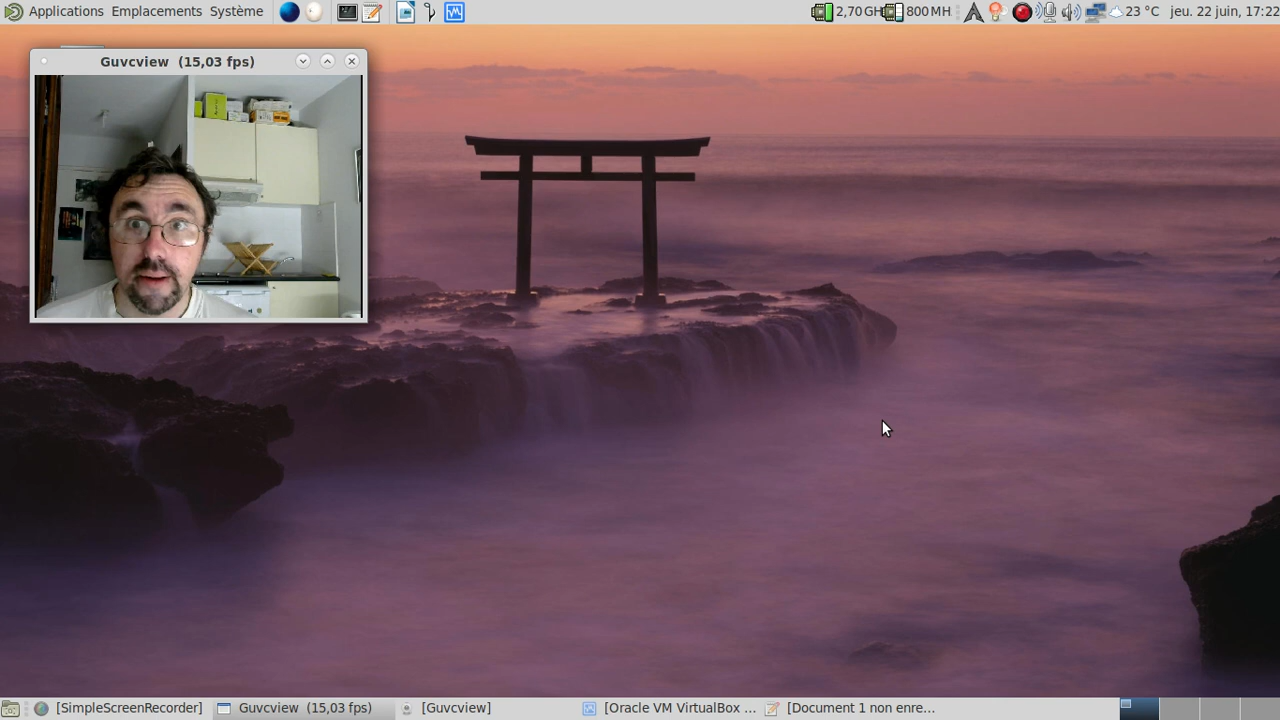 Applications Emplacements Système 2,70 GH 800 MH 23 °C jeu. 22 juin, 17:22
Guvcview (15,03 fps)
[SimpleScreenRecorder] Guvcview (15,03 fps) [Guvcview] [Oracle VM VirtualBox ... [Document 1 non enre...